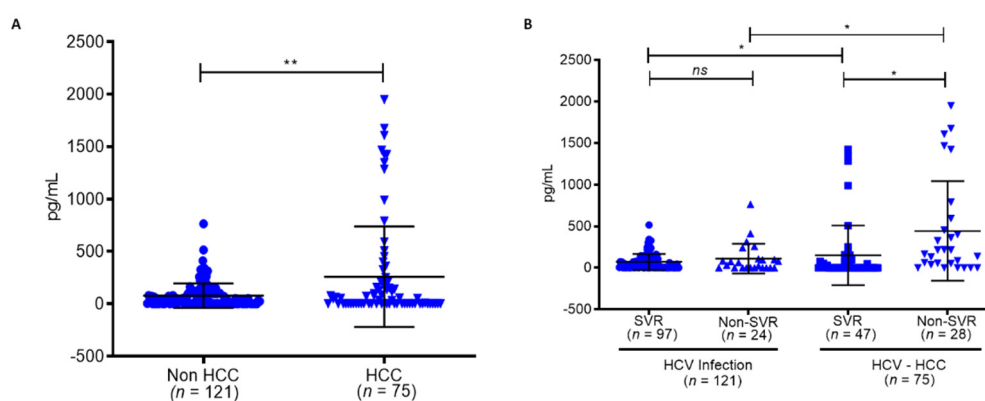 A
2500
2000
1500
1000
500
0
-500
pg/mL
**
Non HCC
(n = 121)
HCC
(n = 75)
B
2500
2000
1500
1000
500
0
-500
pg/mL
*
*
ns
*
SVR
(n = 97)
Non-SVR
(n = 24)
SVR
(n = 47)
Non-SVR
(n = 28)
HCV Infection
(n = 121)
HCV - HCC
(n = 75)